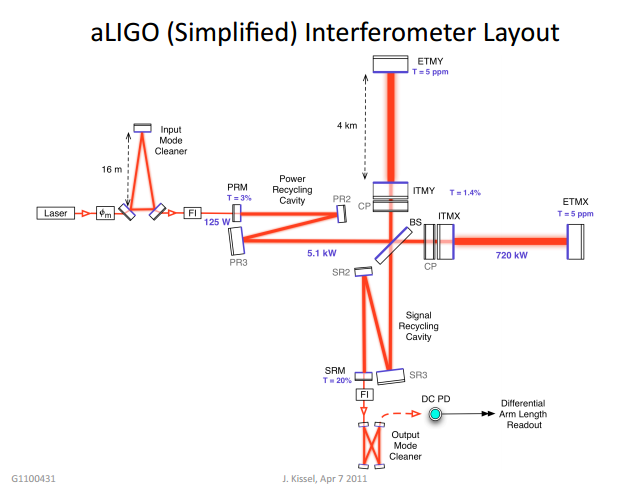 aLIGO (Simplified) Interferometer Layout
ETMY
T = 5 ppm
4 km
Input
Mode
Cleaner
16 m
Laser
ϕm
FI
PRM
T = 3%
125 W
Power
Recycling
Cavity
PR2
PR3
5.1 kW
ITMY
T = 1.4%
CP
BS
ITMX
CP
ETMX
T = 5 ppm
720 kW
SR2
Signal
Recycling
Cavity
SRM
T = 20%
SR3
FI
DC PD
Differential
Arm Length
Readout
Output
Mode
Cleaner
G1100431
J. Kissel, Apr 7 2011